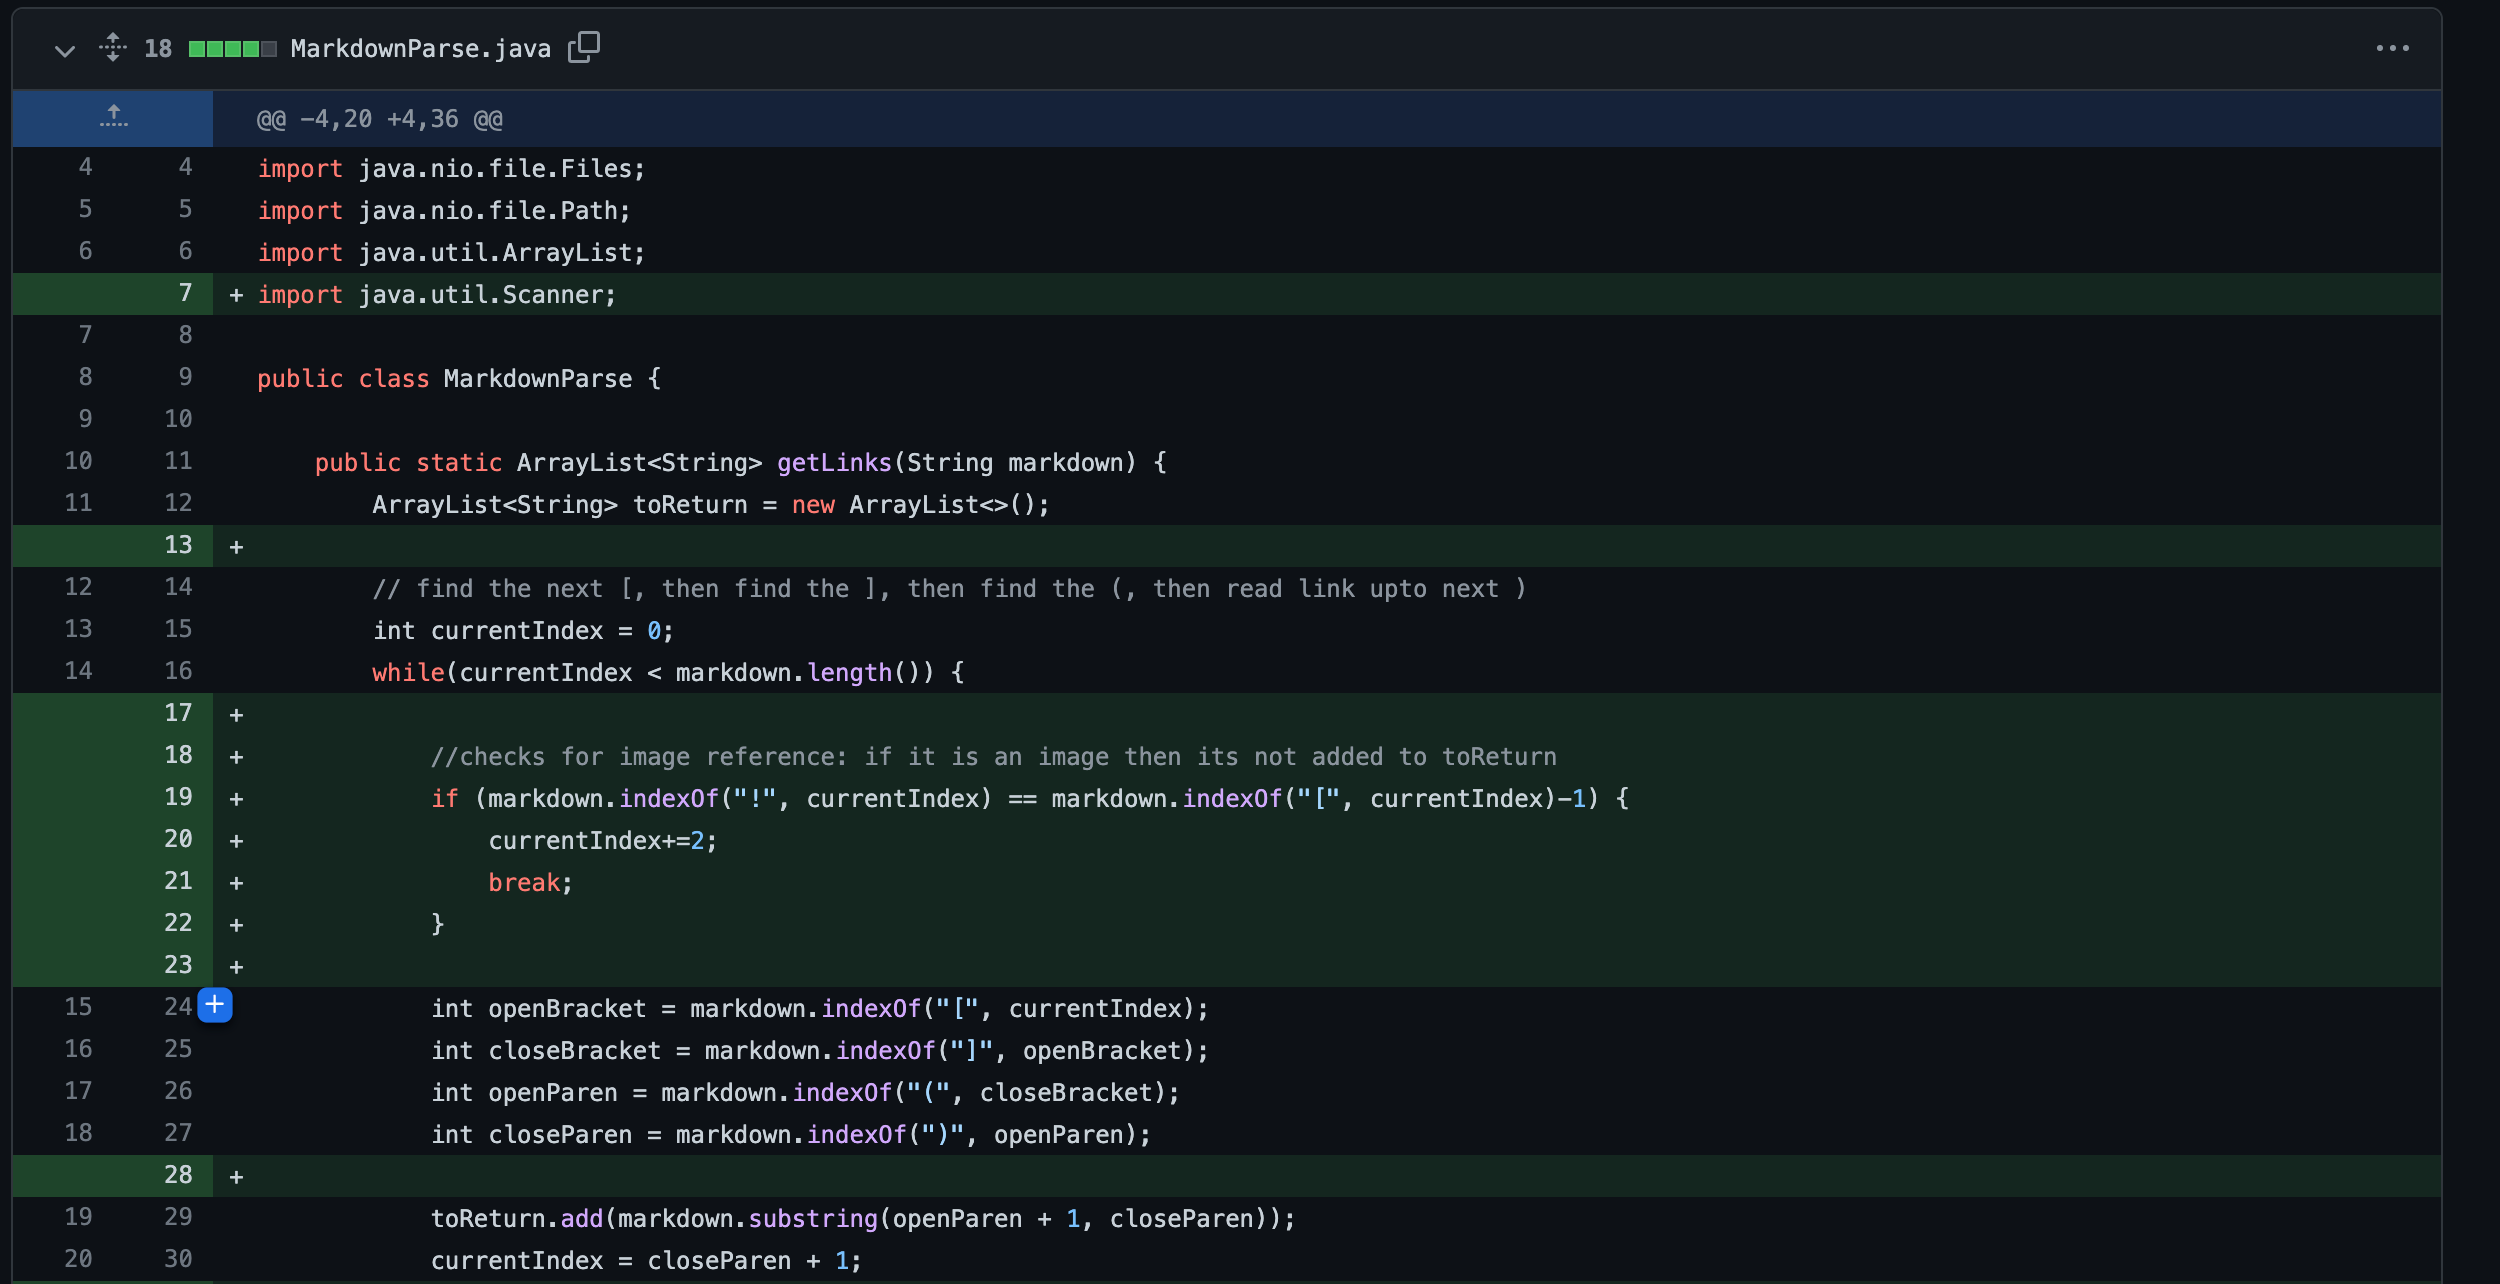 18 MarkdownParse.java
@@ -4,20 +4,36 @@
4 4 import java.nio.file.Files;
5 5 import java.nio.file.Path;
6 6 import java.util.ArrayList;
7 + import java.util.Scanner;
7 8
8 9 public class MarkdownParse {
9 10
10 11 public static ArrayList<String> getLinks(String markdown) {
11 12 ArrayList<String> toReturn = new ArrayList<>();
13 +
12 14 // find the next [, then find the ], then find the (, then read link upto next )
13 15 int currentIndex = 0;
14 16 while(currentIndex < markdown.length()) {
17 +
18 + //checks for image reference: if it is an image then its not added to toReturn
19 + if (markdown.indexOf("!", currentIndex) == markdown.indexOf("[", currentIndex)-1) {
20 + currentIndex+=2;
21 + break;
22 + }
23 +
15 24 + int openBracket = markdown.indexOf("[", currentIndex);
16 25 int closeBracket = markdown.indexOf("]", openBracket);
17 26 int openParen = markdown.indexOf("(", closeBracket);
18 27 int closeParen = markdown.indexOf(")", openParen);
28 +
19 29 toReturn.add(markdown.substring(openParen + 1, closeParen));
20 30 currentIndex = closeParen + 1;